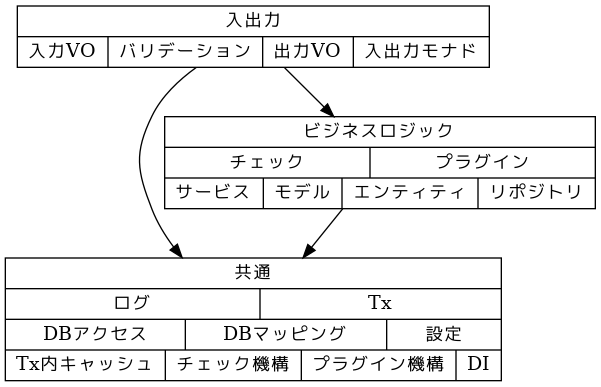 入出力
入力VO バリデーション 出力VO 入出力モナド
ビジネスロジック
チェック プラグイン
サービス モデル エンティティ リポジトリ
共通
ログ Tx
DBアクセス DBマッピング 設定
Tx内キャッシュ チェック機構 プラグイン機構 DI